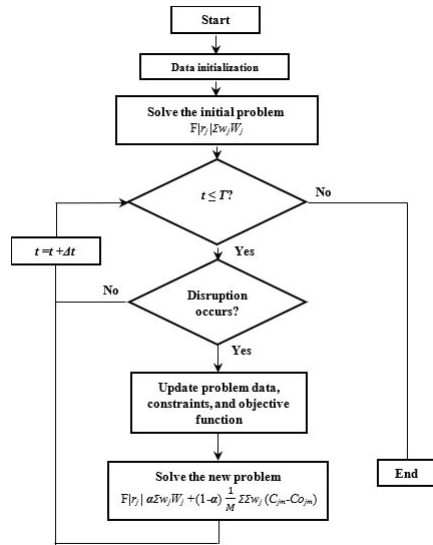 Start
Data initialization
Solve the initial problem
F|rⱼ|ΣwⱼWⱼ
t ≤ T?
No
t =t +Δt
Yes
No
Disruption
occurs?
Yes
Update problem data,
constraints, and objective
function
Solve the new problem
F|rⱼ| αΣwⱼWⱼ +(1-α) 1/M ΣΣwⱼ (Cⱼₘ-Coⱼₘ)
End